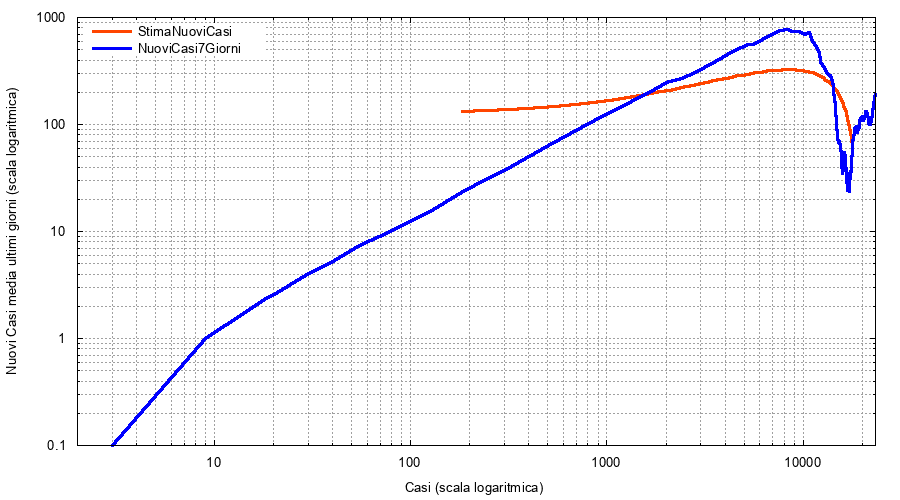 1000
StimaNuoviCasi
NuoviCasi7Giorni
100
10
1
0.1
Nuovi Casi media ultimi giorni (scala logaritmica)
10 100 1000 10000
Casi (scala logaritmica)